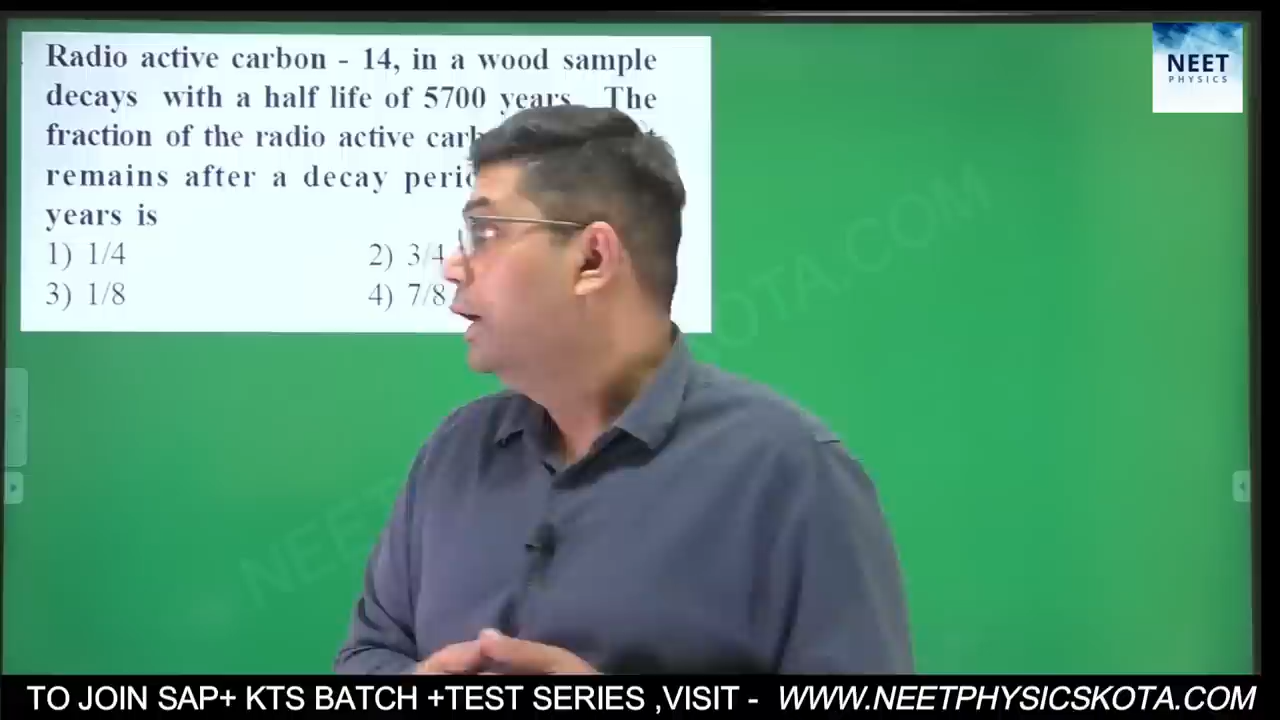 Radio active carbon - 14, in a wood sample
decays with a half life of 5700 years. The
fraction of the radio active
remains after a decay
years is
1) 1/4
2) 3/4
3) 1/8
4) 7/8
NEET
PHYSICS
TO JOIN SAP+ KTS BATCH +TEST SERIES ,VISIT - WWW.NEETPHYSICSKOTA.COM